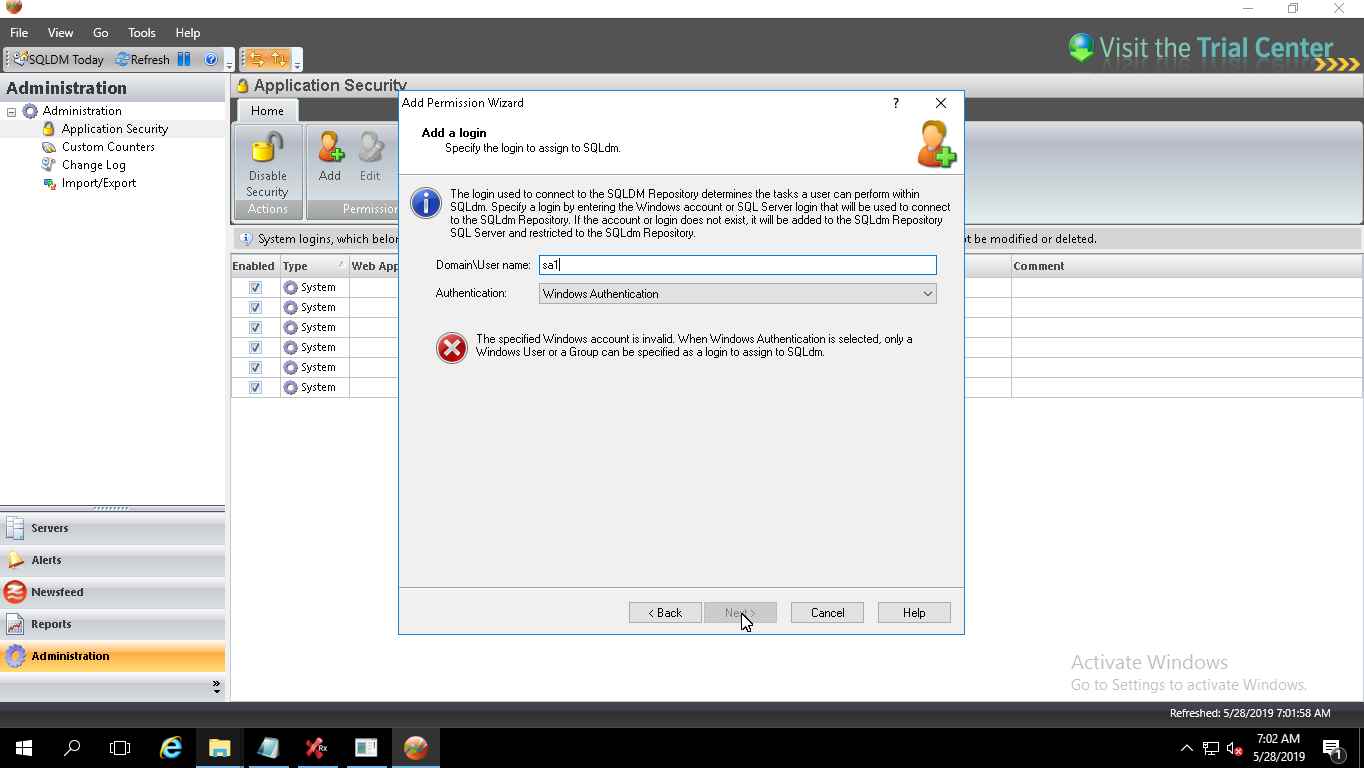 File View Go Tools Help
Visit the Trial Center
SQLDM Today Refresh
Administration
Application Security
Administration
Application Security
Custom Counters
Change Log
Import/Export
Home
Disable
Security
Add
Edit
Actions
Permission
System logins, which
t be modified or deleted.
Enabled Type Web App Comment
System
System
System
System
System
System
Add Permission Wizard
?
Add a login
Specify the login to assign to SQLdm.
The login used to connect to the SQLDM Repository determines the tasks a user can perform within
SQLdm. Specify a login by entering the Windows account or SQL Server login that will be used to connect
to the SQLdm Repository. If the account or login does not exist, it will be added to the SQLdm Repository
SQL Server and restricted to the SQLdm Repository.
Domain\User name: sa1
Authentication: Windows Authentication
The specified Windows account is invalid. When Windows Authentication is selected, only a
Windows User or a Group can be specified as a login to assign to SQLdm.
< Back Next > Cancel Help
Servers
Alerts
Newsfeed
Reports
Administration
Activate Windows
Go to Settings to activate Windows.
Refreshed: 5/28/2019 7:01:58 AM
Rx
7:02 AM
5/28/2019
1